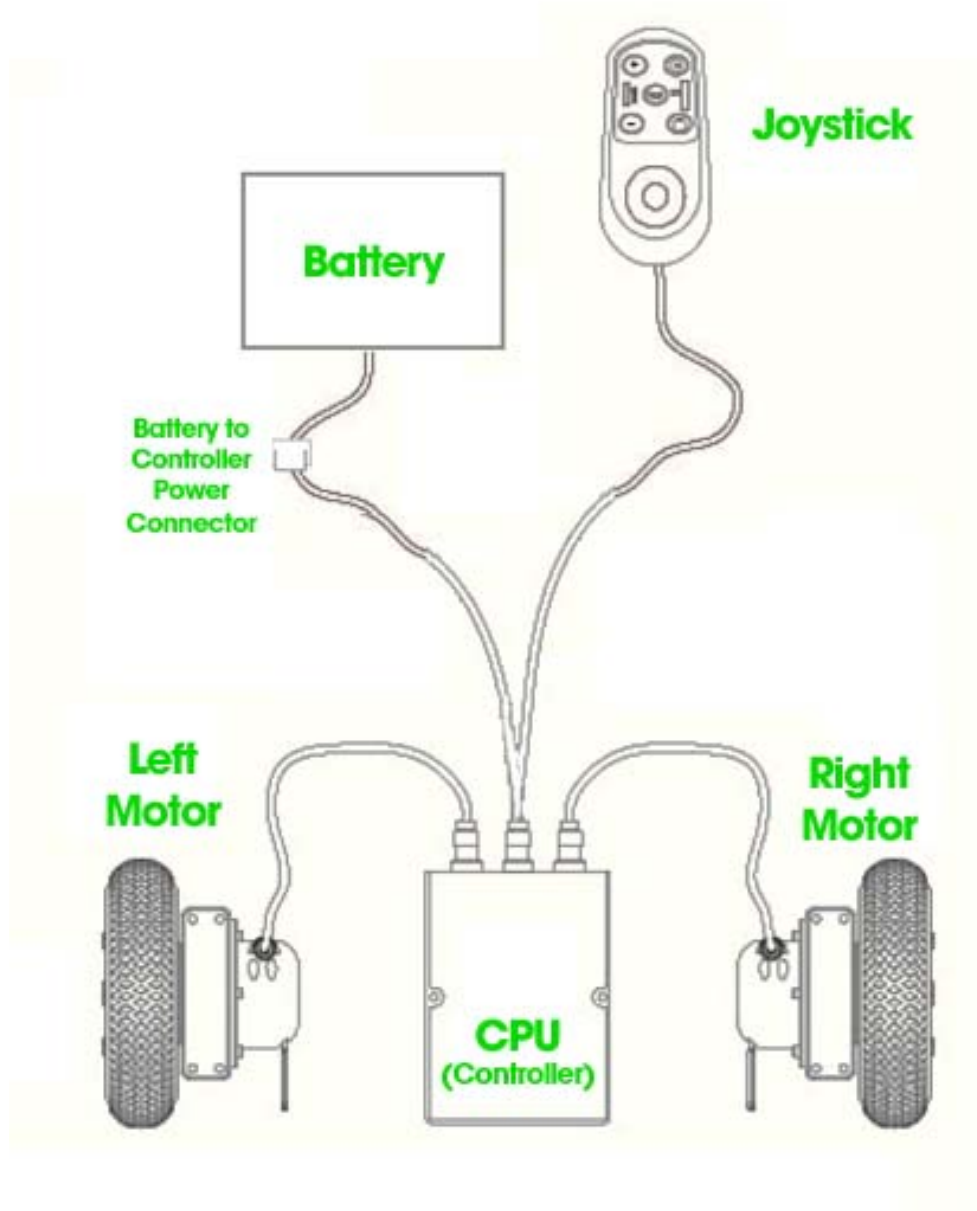 Joystick
Battery
Battery to
Controller
Power
Connector
Left
Motor
Right
Motor
CPU
(Controller)